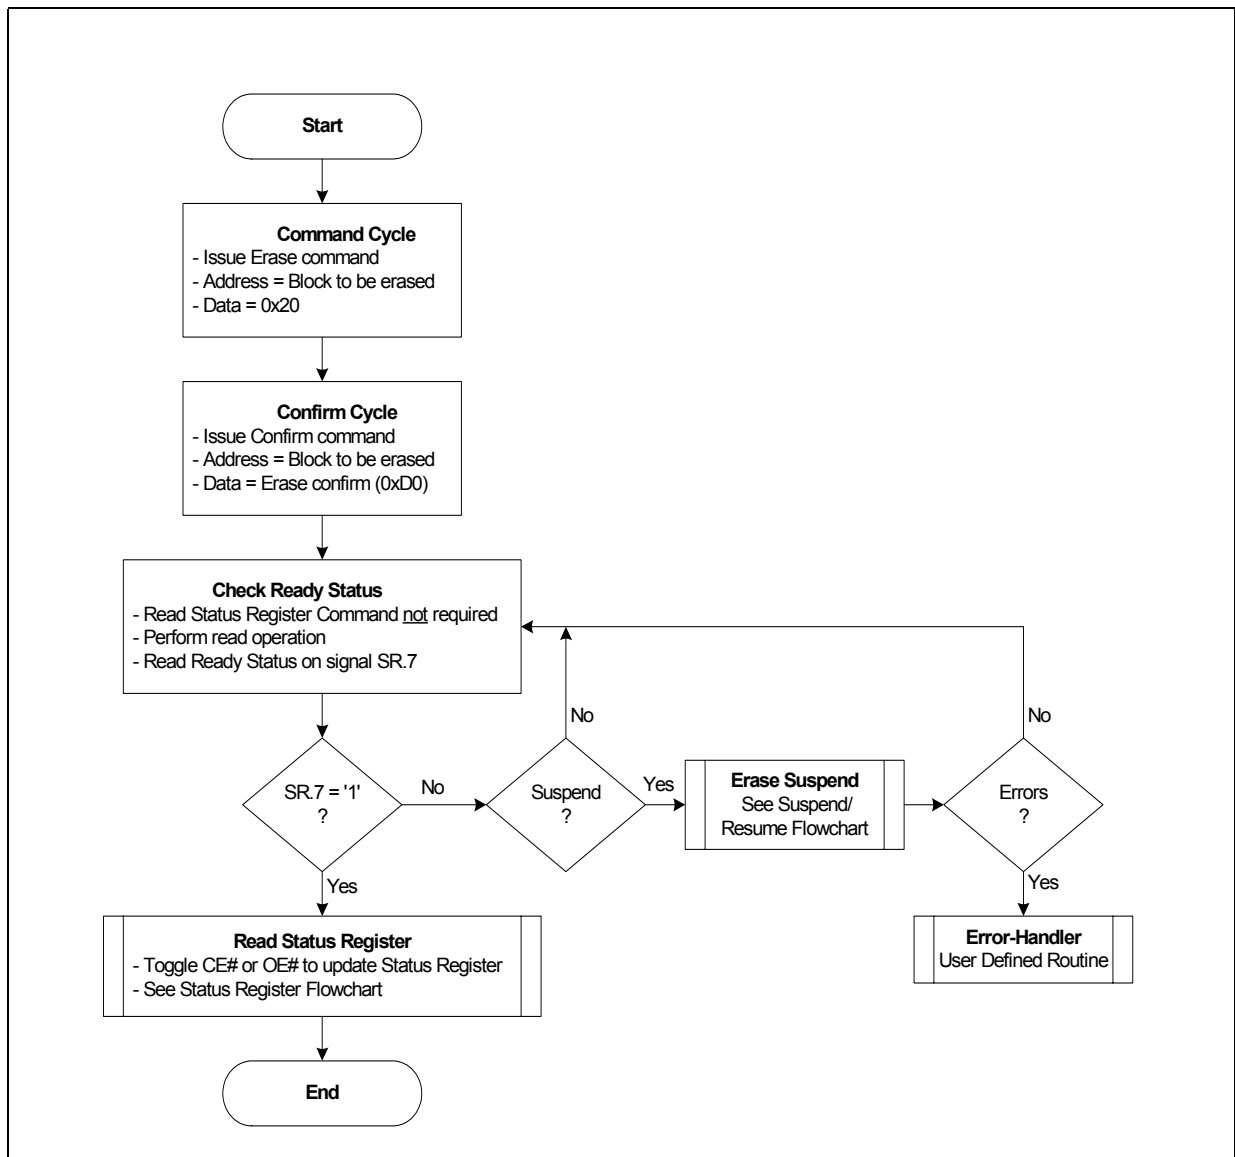 Start
Command Cycle
- Issue Erase command
- Address = Block to be erased
- Data = 0x20
Confirm Cycle
- Issue Confirm command
- Address = Block to be erased
- Data = Erase confirm (0xD0)
Check Ready Status
- Read Status Register Command not required
- Perform read operation
- Read Ready Status on signal SR.7
No
No
SR.7 = '1'
?
No
Suspend
?
Yes
Erase Suspend
See Suspend/
Resume Flowchart
Errors
?
Yes
Yes
Read Status Register
- Toggle CE# or OE# to update Status Register
- See Status Register Flowchart
Error-Handler
User Defined Routine
End